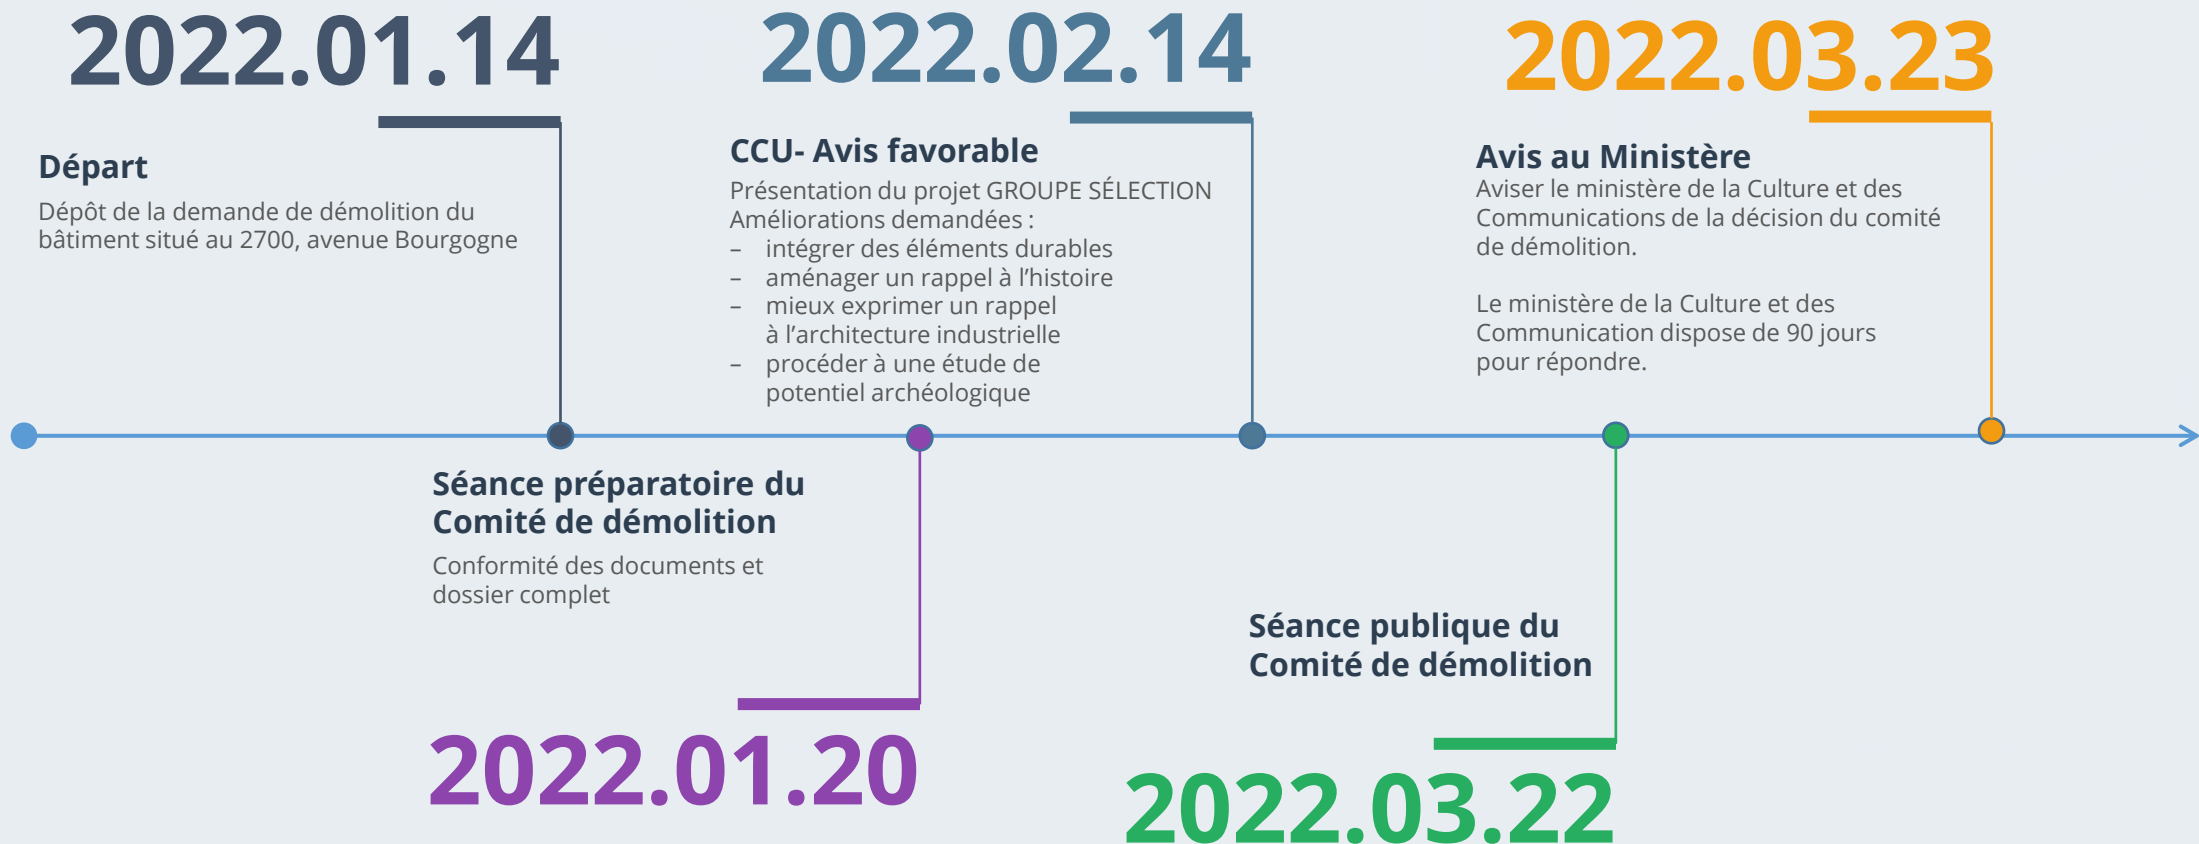 2022.01.14
Départ
Dépôt de la demande de démolition du
bâtiment situé au 2700, avenue Bourgogne
Séance préparatoire du
Comité de démolition
Conformité des documents et
dossier complet
2022.01.20
2022.02.14
CCU- Avis favorable
Présentation du projet GROUPE SÉLECTION
Améliorations demandées :
– intégrer des éléments durables
– aménager un rappel à l’histoire
– mieux exprimer un rappel
à l’architecture industrielle
– procéder à une étude de
potentiel archéologique
Séance publique du
Comité de démolition
2022.03.22
2022.03.23
Avis au Ministère
Aviser le ministère de la Culture et des
Communications de la décision du comité
de démolition.
Le ministère de la Culture et des
Communication dispose de 90 jours
pour répondre.